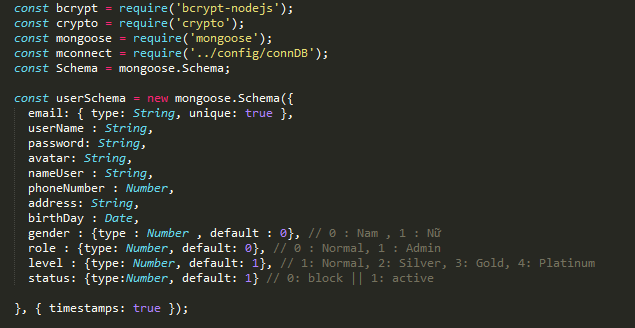 const bcrypt = require('bcrypt-nodejs');
const crypto = require('crypto');
const mongoose = require('mongoose');
const mconnect = require('../config/connDB');
const Schema = mongoose.Schema;

const userSchema = new mongoose.Schema({
  email: { type: String, unique: true },
  userName : String,
  password: String,
  avatar: String,
  nameUser : String,
  phoneNumber : Number,
  address: String,
  birthDay : Date,
  gender : {type : Number , default : 0}, // 0 : Nam , 1 : Nữ
  role : {type: Number, default: 0}, // 0 : Normal, 1 : Admin
  level : {type: Number, default: 1}, // 1: Normal, 2: Silver, 3: Gold, 4: Platinum
  status: {type:Number, default: 1} // 0: block || 1: active

}, { timestamps: true });